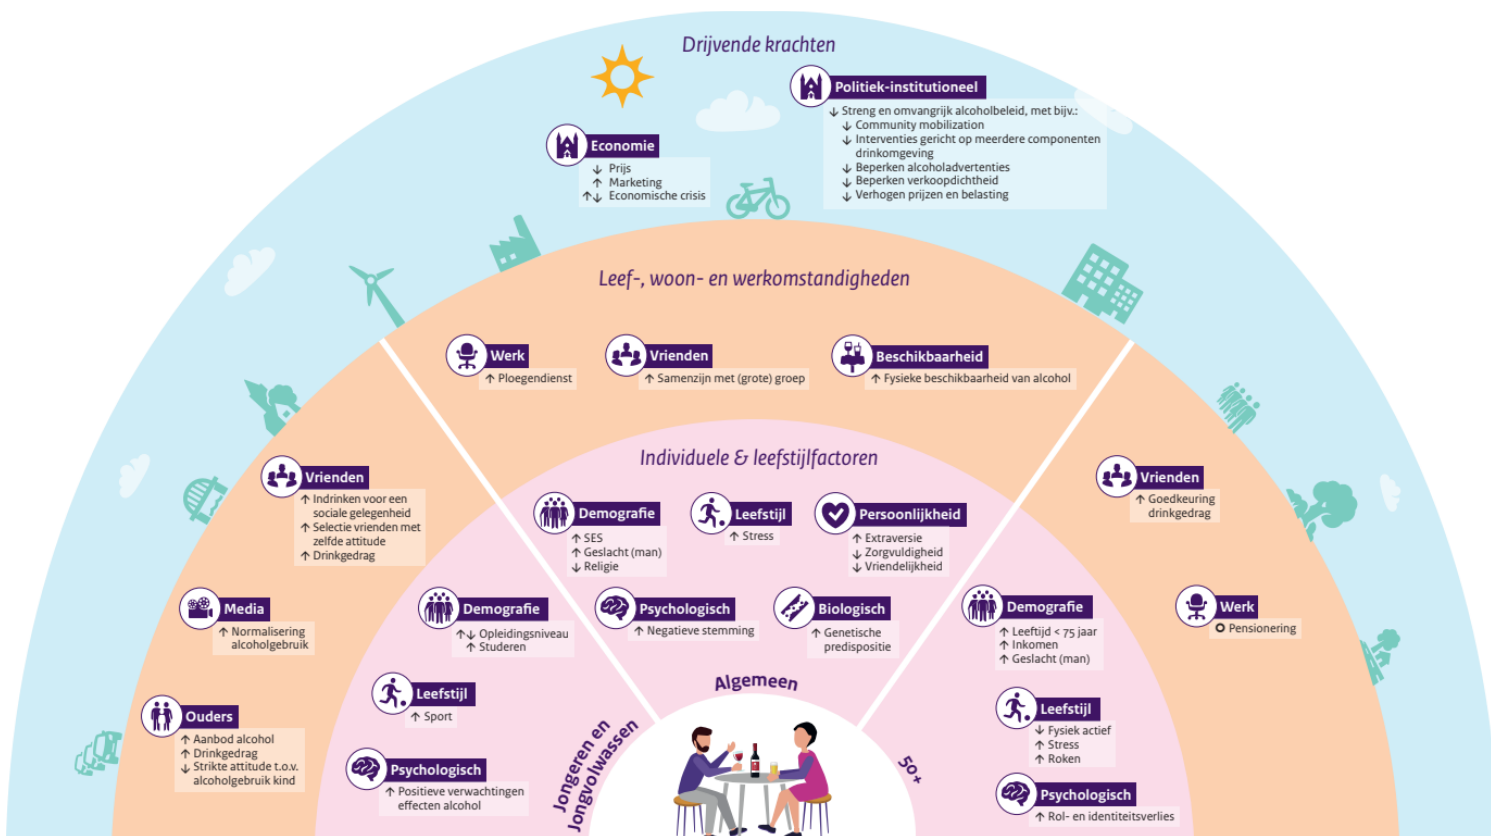 Drijvende krachten
Politiek-institutioneel
↓ Streng en omvangrijk alcoholbeleid, met bijv.:
↓ Community mobilization
↓ Interventies gericht op meerdere componenten
drinkomgeving
↓ Beperken alcoholadvertenties
↓ Beperken verkoopdichtheid
↓ Verhogen prijzen en belasting
Economie
↓ Prijs
↑ Marketing
↑↓ Economische crisis
Leef-, woon- en werkomstandigheden
Werk
↑ Ploegendienst
Vrienden
↑ Samenzijn met (grote) groep
Beschikbaarheid
↑ Fysieke beschikbaarheid van alcohol
Vrienden
↑ Indrinken voor een
sociale gelegenheid
↑ Selectie vrienden met
zelfde attitude
↑ Drinkgedrag
Media
↑ Normalisering
alcoholgebruik
Ouders
↑ Aanbod alcohol
↑ Drinkgedrag
↓ Strikte attitude t.o.v.
alcoholgebruik kind
Vrienden
↑ Goedkeuring
drinkgedrag
Werk
O Pensionering
Individuele & leefstijlfactoren
Demografie
↑ SES
↑ Geslacht (man)
↓ Religie
Leefstijl
↑ Stress
Persoonlijkheid
↑ Extraversie
↓ Zorgvuldigheid
↓ Vriendelijkheid
Psychologisch
↑ Negatieve stemming
Biologisch
↑ Genetische
predispositie
Demografie
↑↓ Opleidingsniveau
↑ Studeren
Leefstijl
↑ Sport
Psychologisch
↑ Positieve verwachtingen
effecten alcohol
Demografie
↑ Leeftijd < 75 jaar
↑ Inkomen
↑ Geslacht (man)
Leefstijl
↓ Fysiek actief
↑ Stress
↑ Roken
Psychologisch
↑ Rol- en identiteitsverlies
Jongeren en
Jongvolwassen
Algemeen
50+